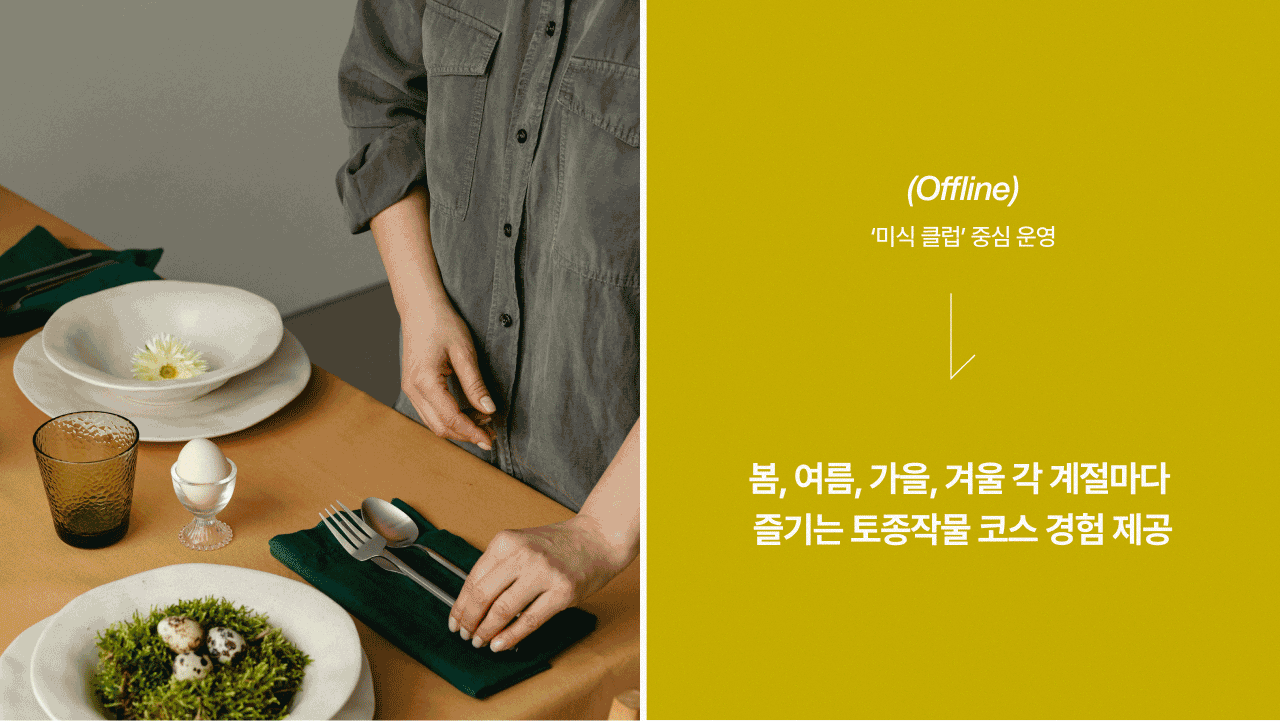 (Offline)
‘미식 클럽’ 중심 운영
봄, 여름, 가을, 겨울 각 계절마다
즐기는 토종작물 코스 경험 제공